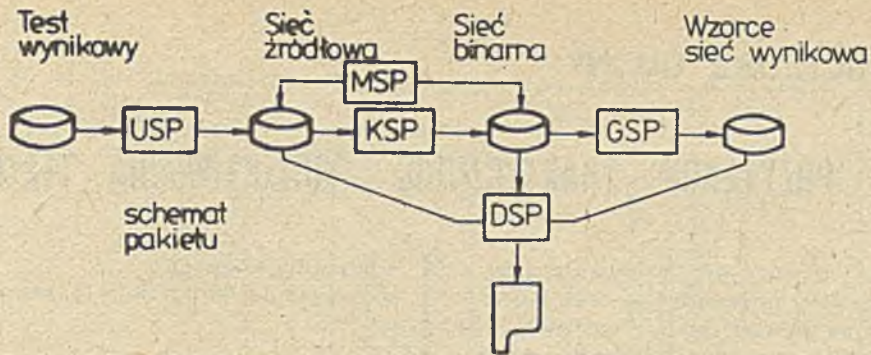 Test
wynikowy
Sieć
źródłowa
Sieć
binarna
Wzorce
sieć wynikowa
MSP
USP
KSP
GSP
DSP
schemat
pakietu